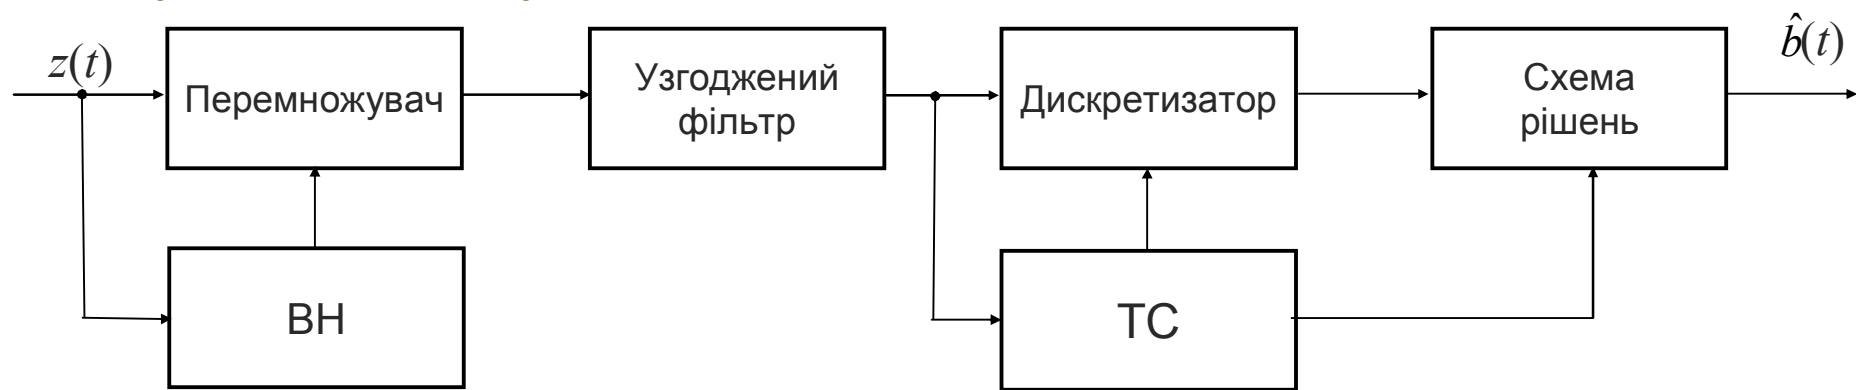 z(t)
b̂(t)
Перемножувач
Узгоджений
фільтр
Дискретизатор
Схема
рішень
ВН
ТС